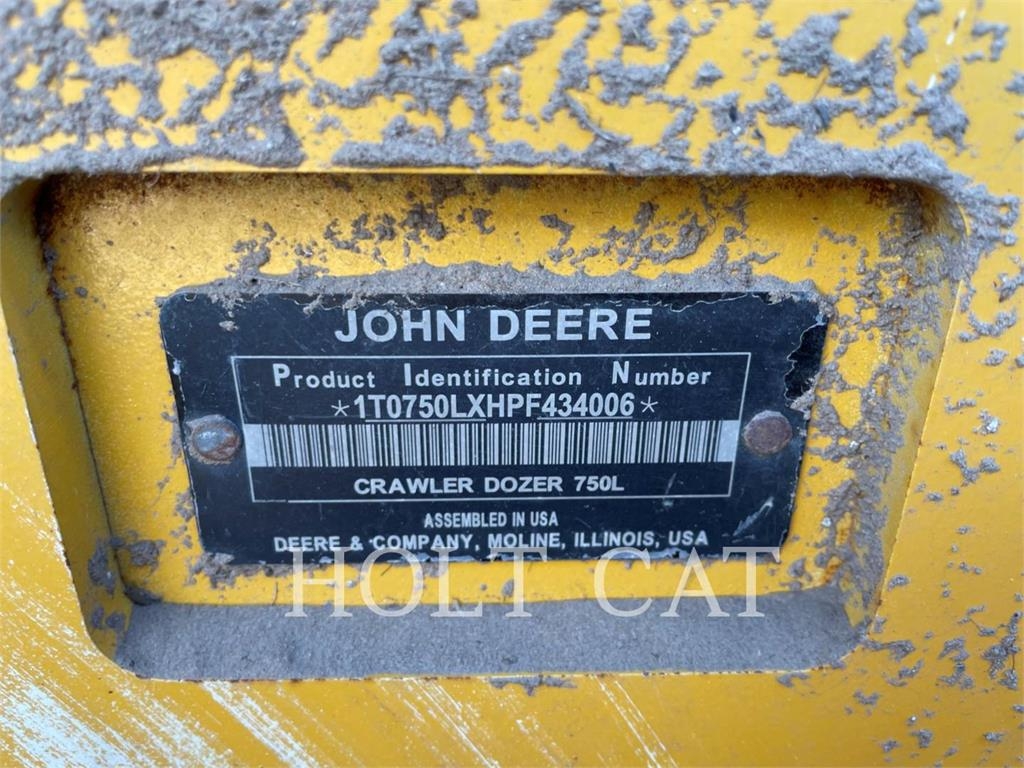 JOHN DEERE
Product Identification Number
*1T0750LXHPF434006*
CRAWLER DOZER 750L
ASSEMBLED IN USA
DEERE & COMPANY, MOLINE, ILLINOIS, USA
HOLT CAT